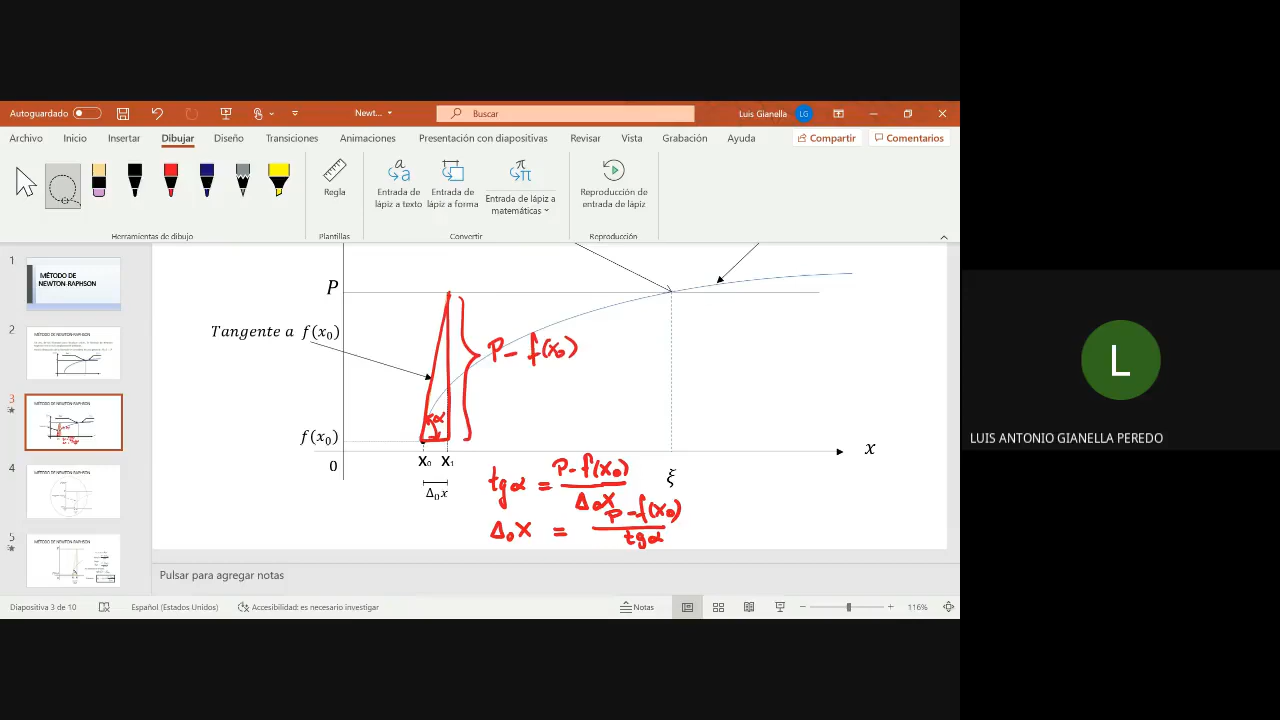 Autoguardado
Newt...
Buscar
Luis Gianella
LG
Archivo
Inicio
Insertar
Dibujar
Diseño
Transiciones
Animaciones
Presentación con diapositivas
Revisar
Vista
Grabación
Ayuda
Compartir
Comentarios
Regla
Entrada de lápiz a texto
Entrada de lápiz a forma
Entrada de lápiz a matemáticas
Reproducción de entrada de lápiz
Herramientas de dibujo
Plantillas
Convertir
Reproducción
1
MÉTODO DE
NEWTON-RAPHSON
2
MÉTODO DE NEWTON-RAPHSON
3
MÉTODO DE NEWTON-RAPHSON
4
MÉTODO DE NEWTON-RAPHSON
5
MÉTODO DE NEWTON-RAPHSON
P
Tangente a f(x₀)
P - f(x₀)
α
f(x₀)
0
X₀ X₁
Δ₀x
ξ
x
tgα = P-f(x₀) / Δ₀X
Δ₀X = P-f(x₀) / tgα
Pulsar para agregar notas
Diapositiva 3 de 10
Español (Estados Unidos)
Accesibilidad: es necesario investigar
Notas
116%
L
LUIS ANTONIO GIANELLA PEREDO